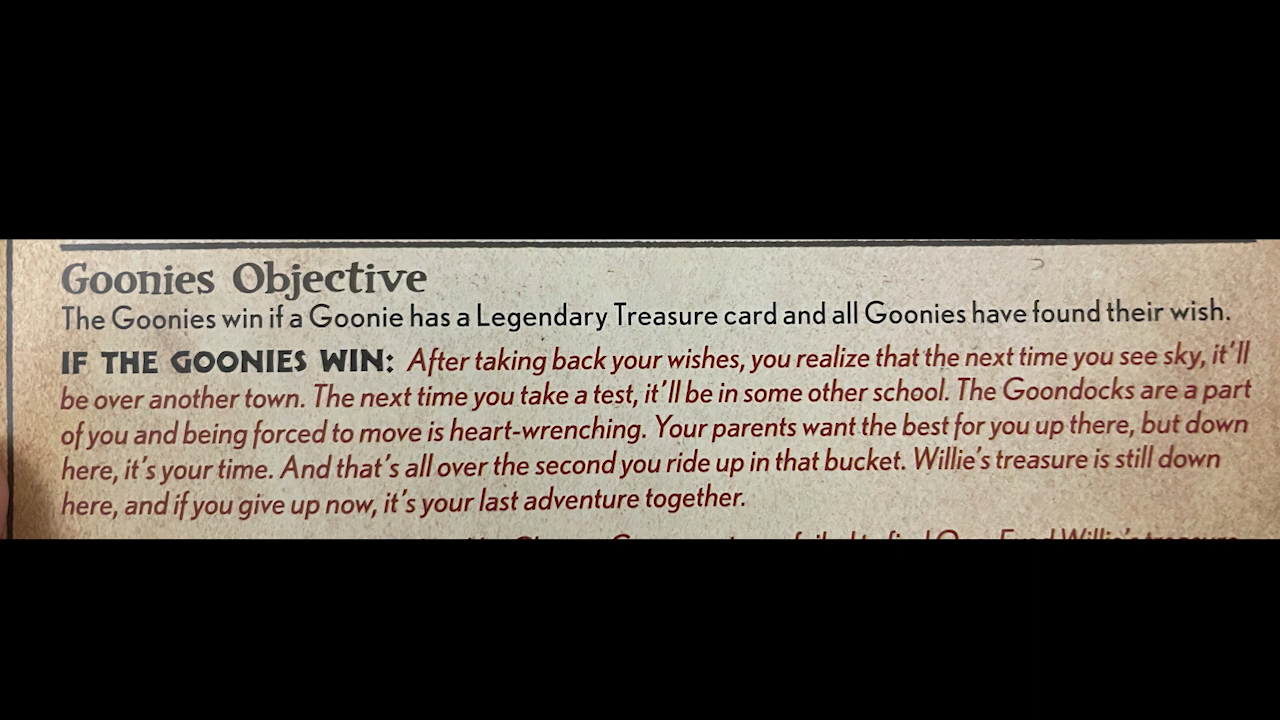 Goonies Objective
The Goonies win if a Goonie has a Legendary Treasure card and all Goonies have found their wish.
IF THE GOONIES WIN: After taking back your wishes, you realize that the next time you see sky, it'll
be over another town. The next time you take a test, it'll be in some other school. The Goondocks are a part
of you and being forced to move is heart-wrenching. Your parents want the best for you up there, but down
here, it's your time. And that's all over the second you ride up in that bucket. Willie's treasure is still down
here, and if you give up now, it's your last adventure together.